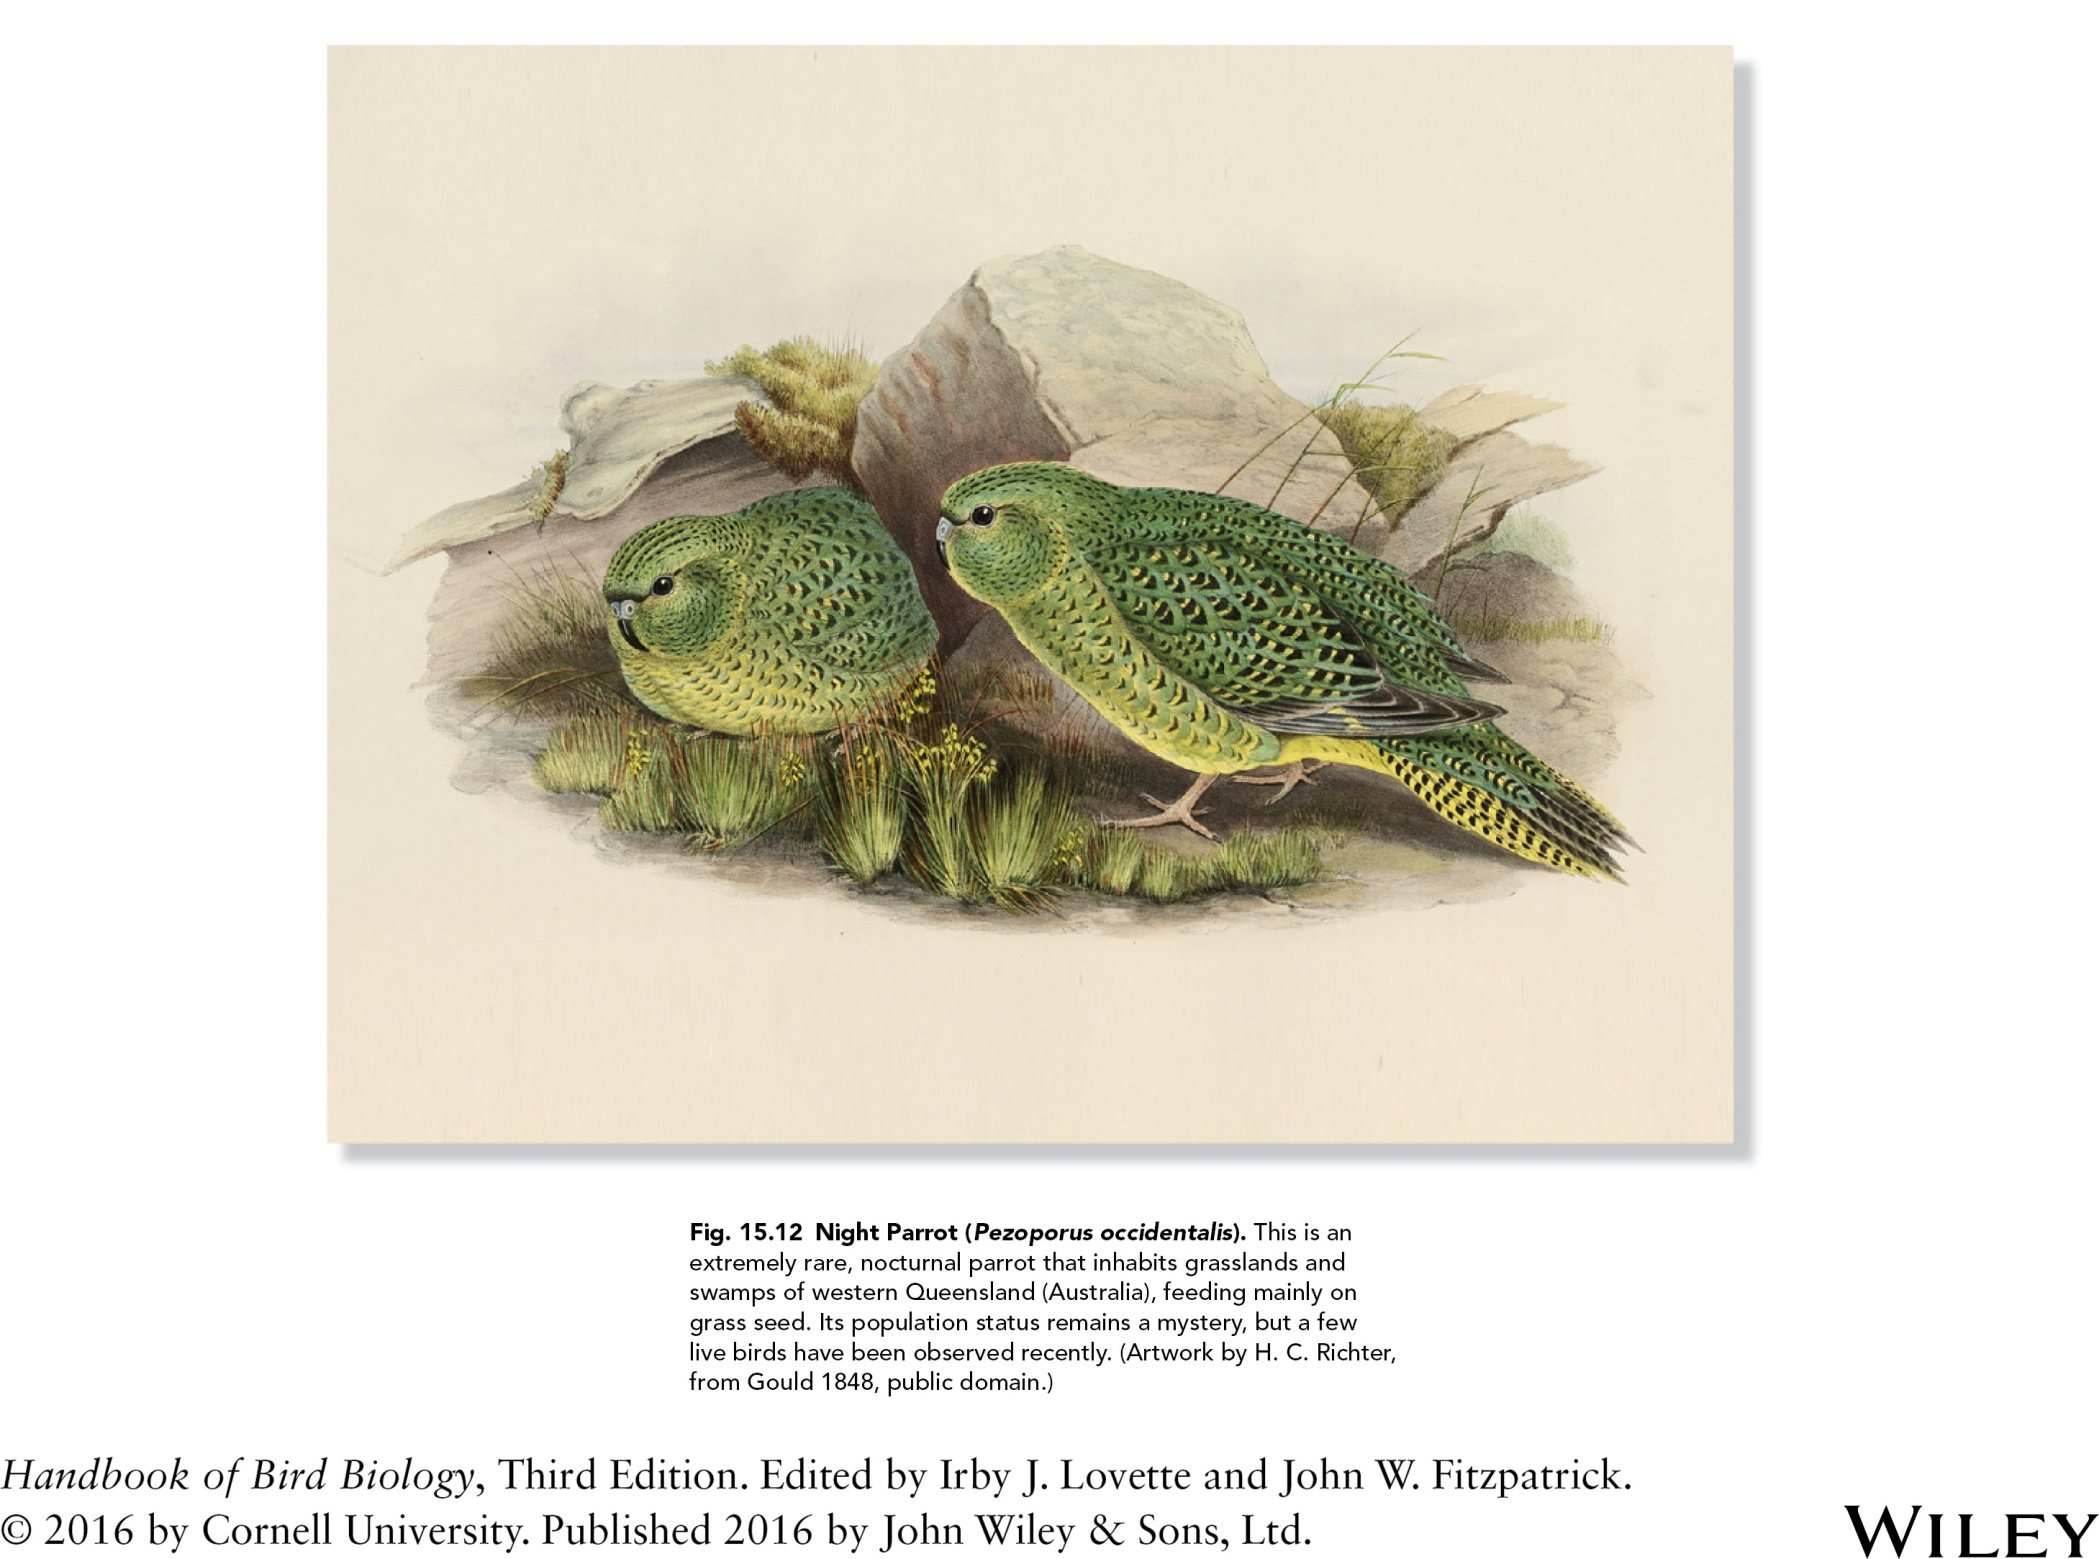 Fig. 15.12 Night Parrot (Pezoporus occidentalis). This is an
extremely rare, nocturnal parrot that inhabits grasslands and
swamps of western Queensland (Australia), feeding mainly on
grass seed. Its population status remains a mystery, but a few
live birds have been observed recently. (Artwork by H. C. Richter,
from Gould 1848, public domain.)
Handbook of Bird Biology, Third Edition. Edited by Irby J. Lovette and John W. Fitzpatrick.
© 2016 by Cornell University. Published 2016 by John Wiley & Sons, Ltd.
WILEY